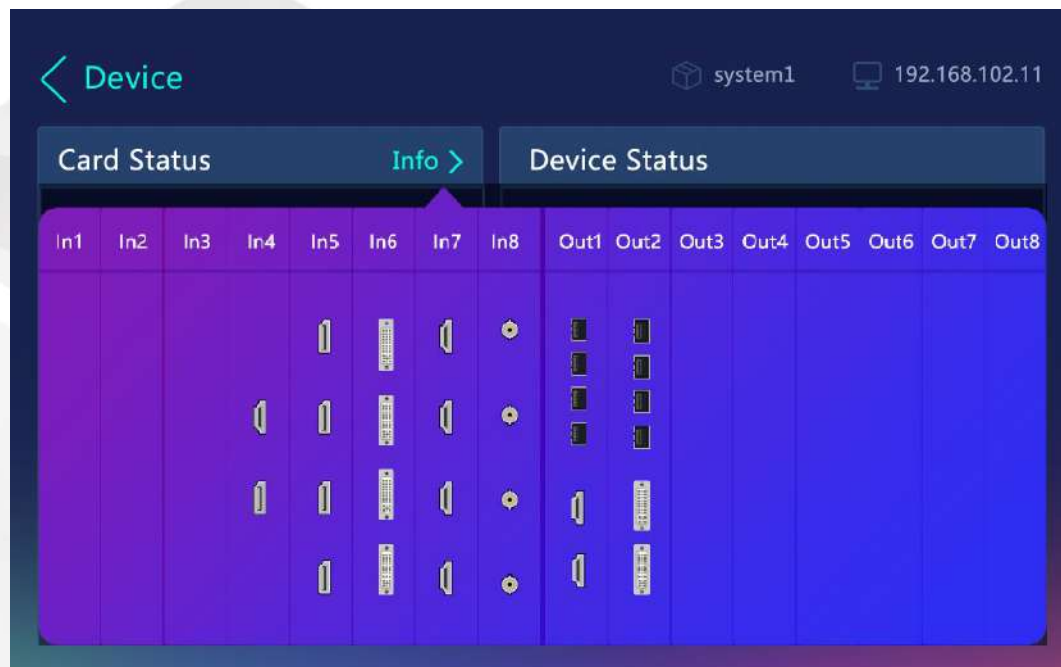 Device system1 192.168.102.11
Card Status Info > Device Status
In1 In2 In3 In4 In5 In6 In7 In8 Out1 Out2 Out3 Out4 Out5 Out6 Out7 Out8